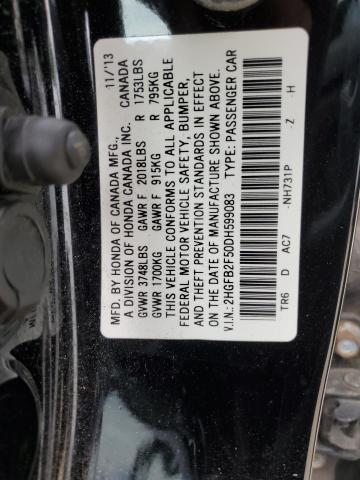 MFD. BY HONDA OF CANADA MFG., 11/'13
A DIVISION OF HONDA CANADA INC. CANADA
GVWR 3748LBS GAWR F 2018LBS R 1753LBS
GVWR 1700KG GAWR F 915KG R 795KG
THIS VEHICLE CONFORMS TO ALL APPLICABLE
FEDERAL MOTOR VEHICLE SAFETY, BUMPER,
AND THEFT PREVENTION STANDARDS IN EFFECT
ON THE DATE OF MANUFACTURE SHOWN ABOVE.
V.I.N.: 2HGFB2F50DH599083 TYPE: PASSENGER CAR
TR6 D AC7 -NH731P - Z - H